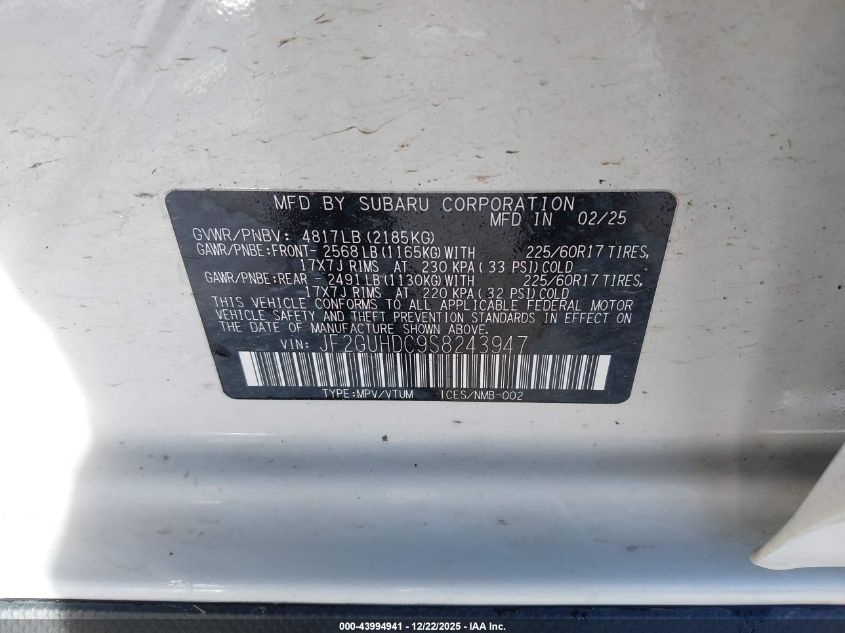 MFD BY SUBARU CORPORATION
MFD IN 02/25
GVWR/PNBV: 4817LB (2185KG)
GAWR/PNBE:FRONT- 2568LB (1165KG) WITH 225/60R17 TIRES,
17X7J RIMS AT 230 KPA ( 33 PSI) COLD
GAWR/PNBE:REAR - 2491LB (1130KG) WITH 225/60R17 TIRES,
17X7J RIMS AT 220 KPA ( 32 PSI) COLD
THIS VEHICLE CONFORMS TO ALL APPLICABLE FEDERAL MOTOR
VEHICLE SAFETY AND THEFT PREVENTION STANDARDS IN EFFECT ON
THE DATE OF MANUFACTURE SHOWN ABOVE.
VIN: JF2GUHDC9S8243947
TYPE:MPV/VTUM ICES/NMB-002
000-43994941 - 12/22/2025 - IAA Inc.